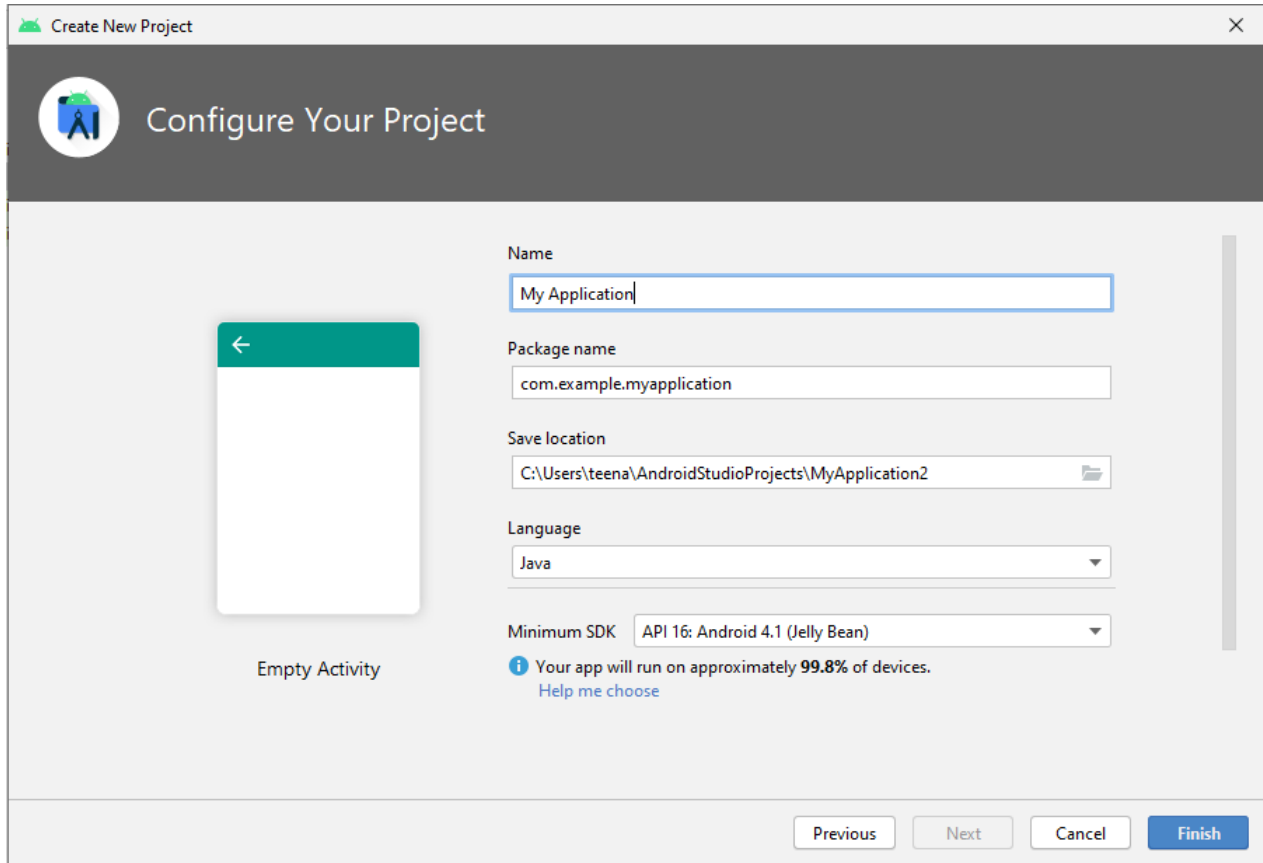 Create New Project
Configure Your Project
Name
My Application
Package name
com.example.myapplication
Save location
C:\Users\teena\AndroidStudioProjects\MyApplication2
Language
Java
Minimum SDK API 16: Android 4.1 (Jelly Bean)
Your app will run on approximately 99.8% of devices.
Help me choose
Empty Activity
Previous Next Cancel Finish